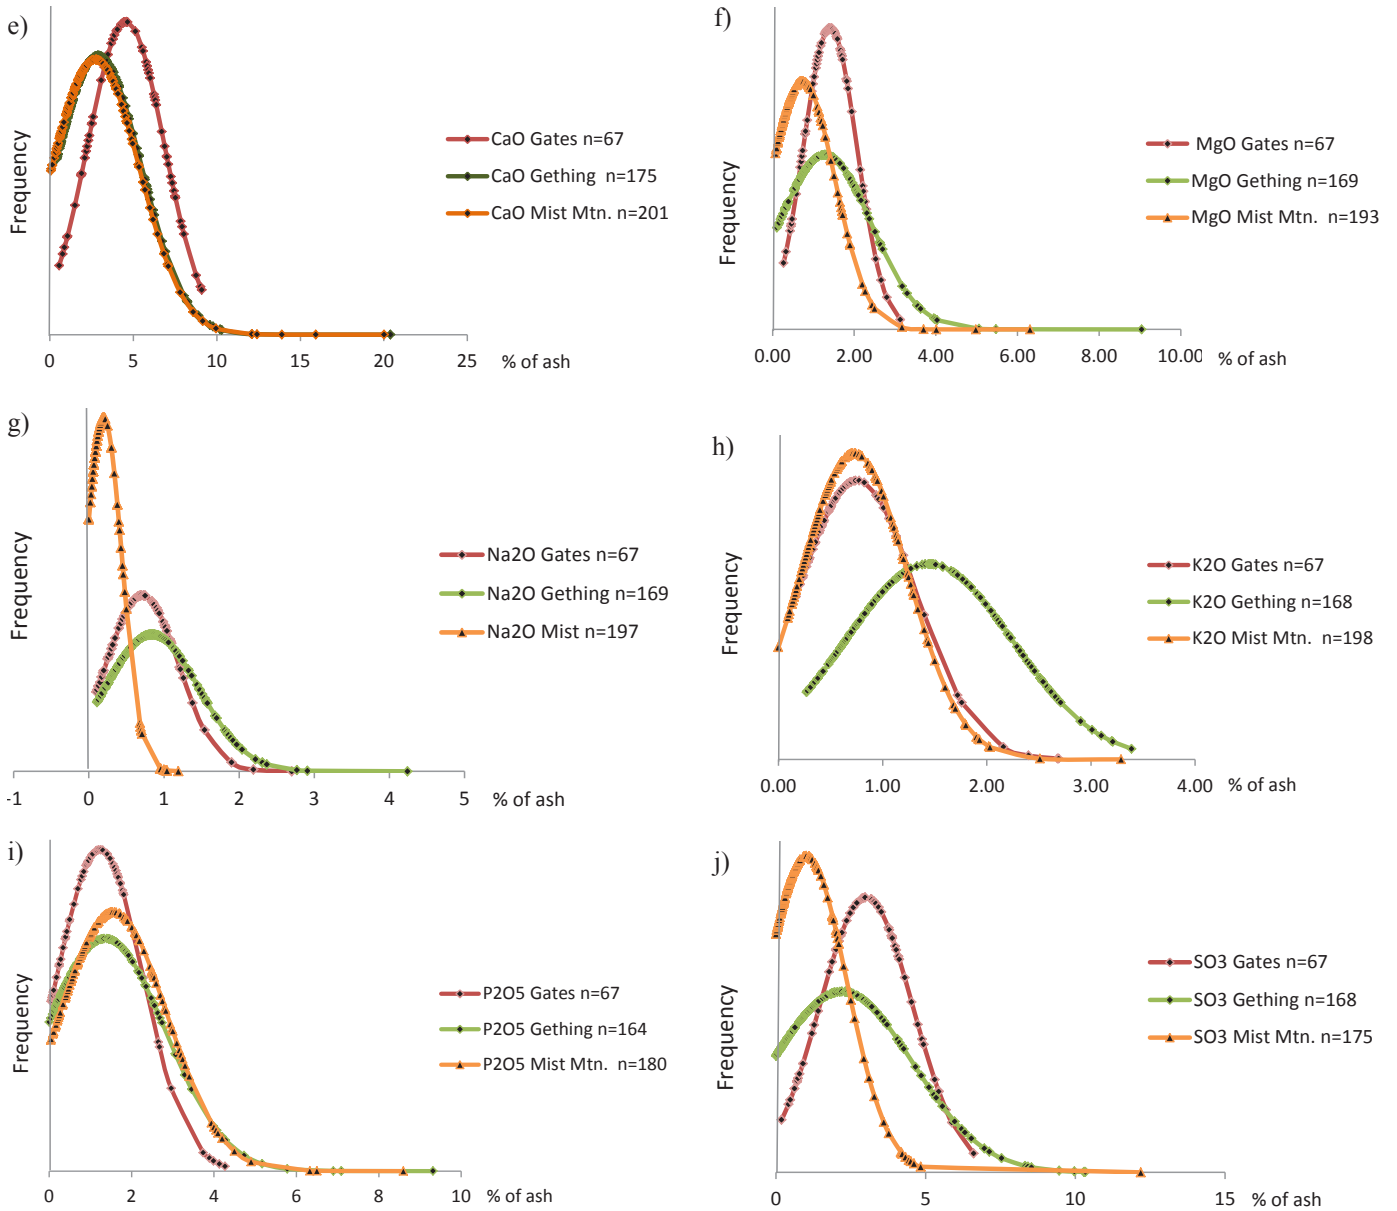 e)
Frequency
CaO Gates n=67
CaO Gething n=175
CaO Mist Mtn. n=201
0 5 10 15 20 25 % of ash
f)
Frequency
MgO Gates n=67
MgO Gething n=169
MgO Mist Mtn. n=193
0.00 2.00 4.00 6.00 8.00 10.00 % of ash
g)
Frequency
Na2O Gates n=67
Na2O Gething n=169
Na2O Mist n=197
-1 0 1 2 3 4 5 % of ash
h)
Frequency
K2O Gates n=67
K2O Gething n=168
K2O Mist Mtn. n=198
0.00 1.00 2.00 3.00 4.00 % of ash
i)
Frequency
P2O5 Gates n=67
P2O5 Gething n=164
P2O5 Mist Mtn. n=180
0 2 4 6 8 10 % of ash
j)
Frequency
SO3 Gates n=67
SO3 Gething n=168
SO3 Mist Mtn. n=175
0 5 10 15 % of ash